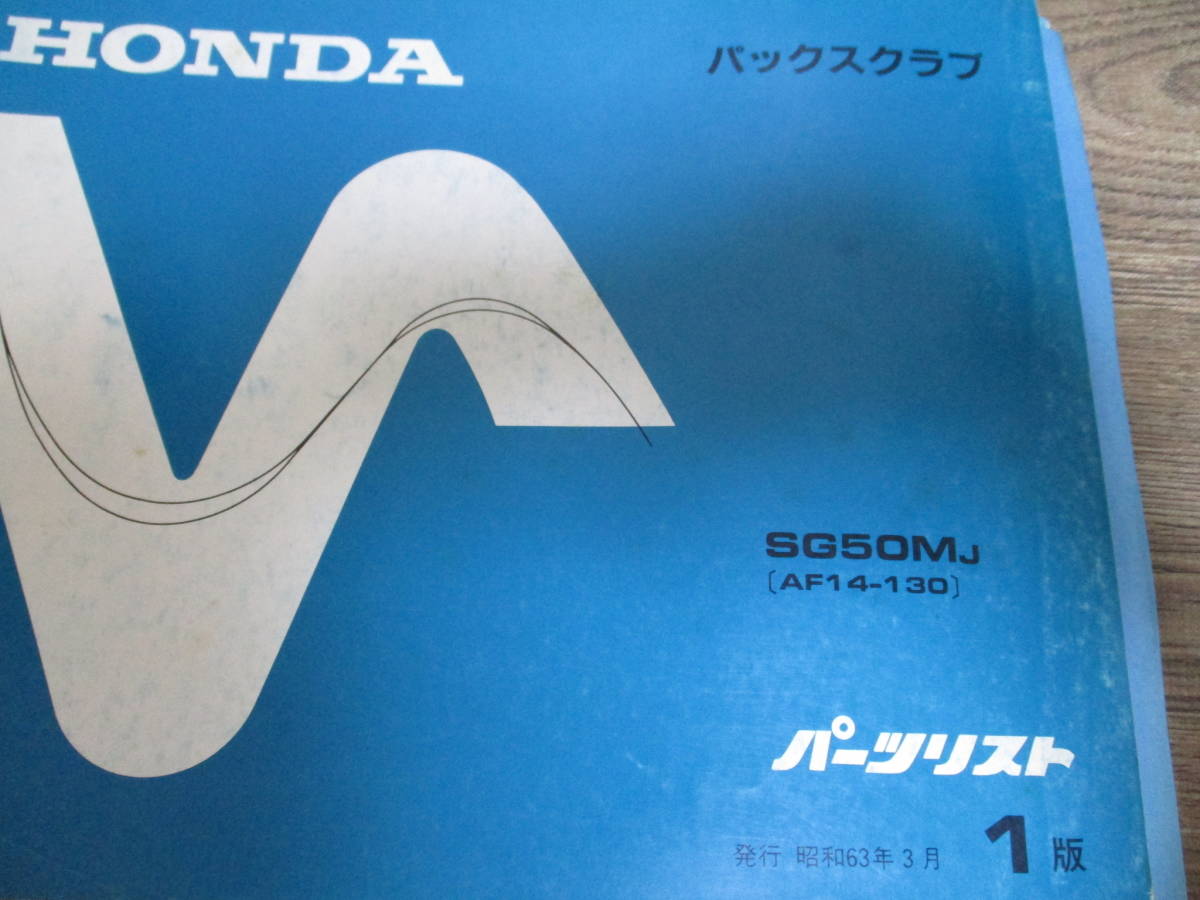 HONDA
パックスクラブ
SG50MJ
〔AF14-130〕
パーツリスト
発行 昭和63年3月 1版